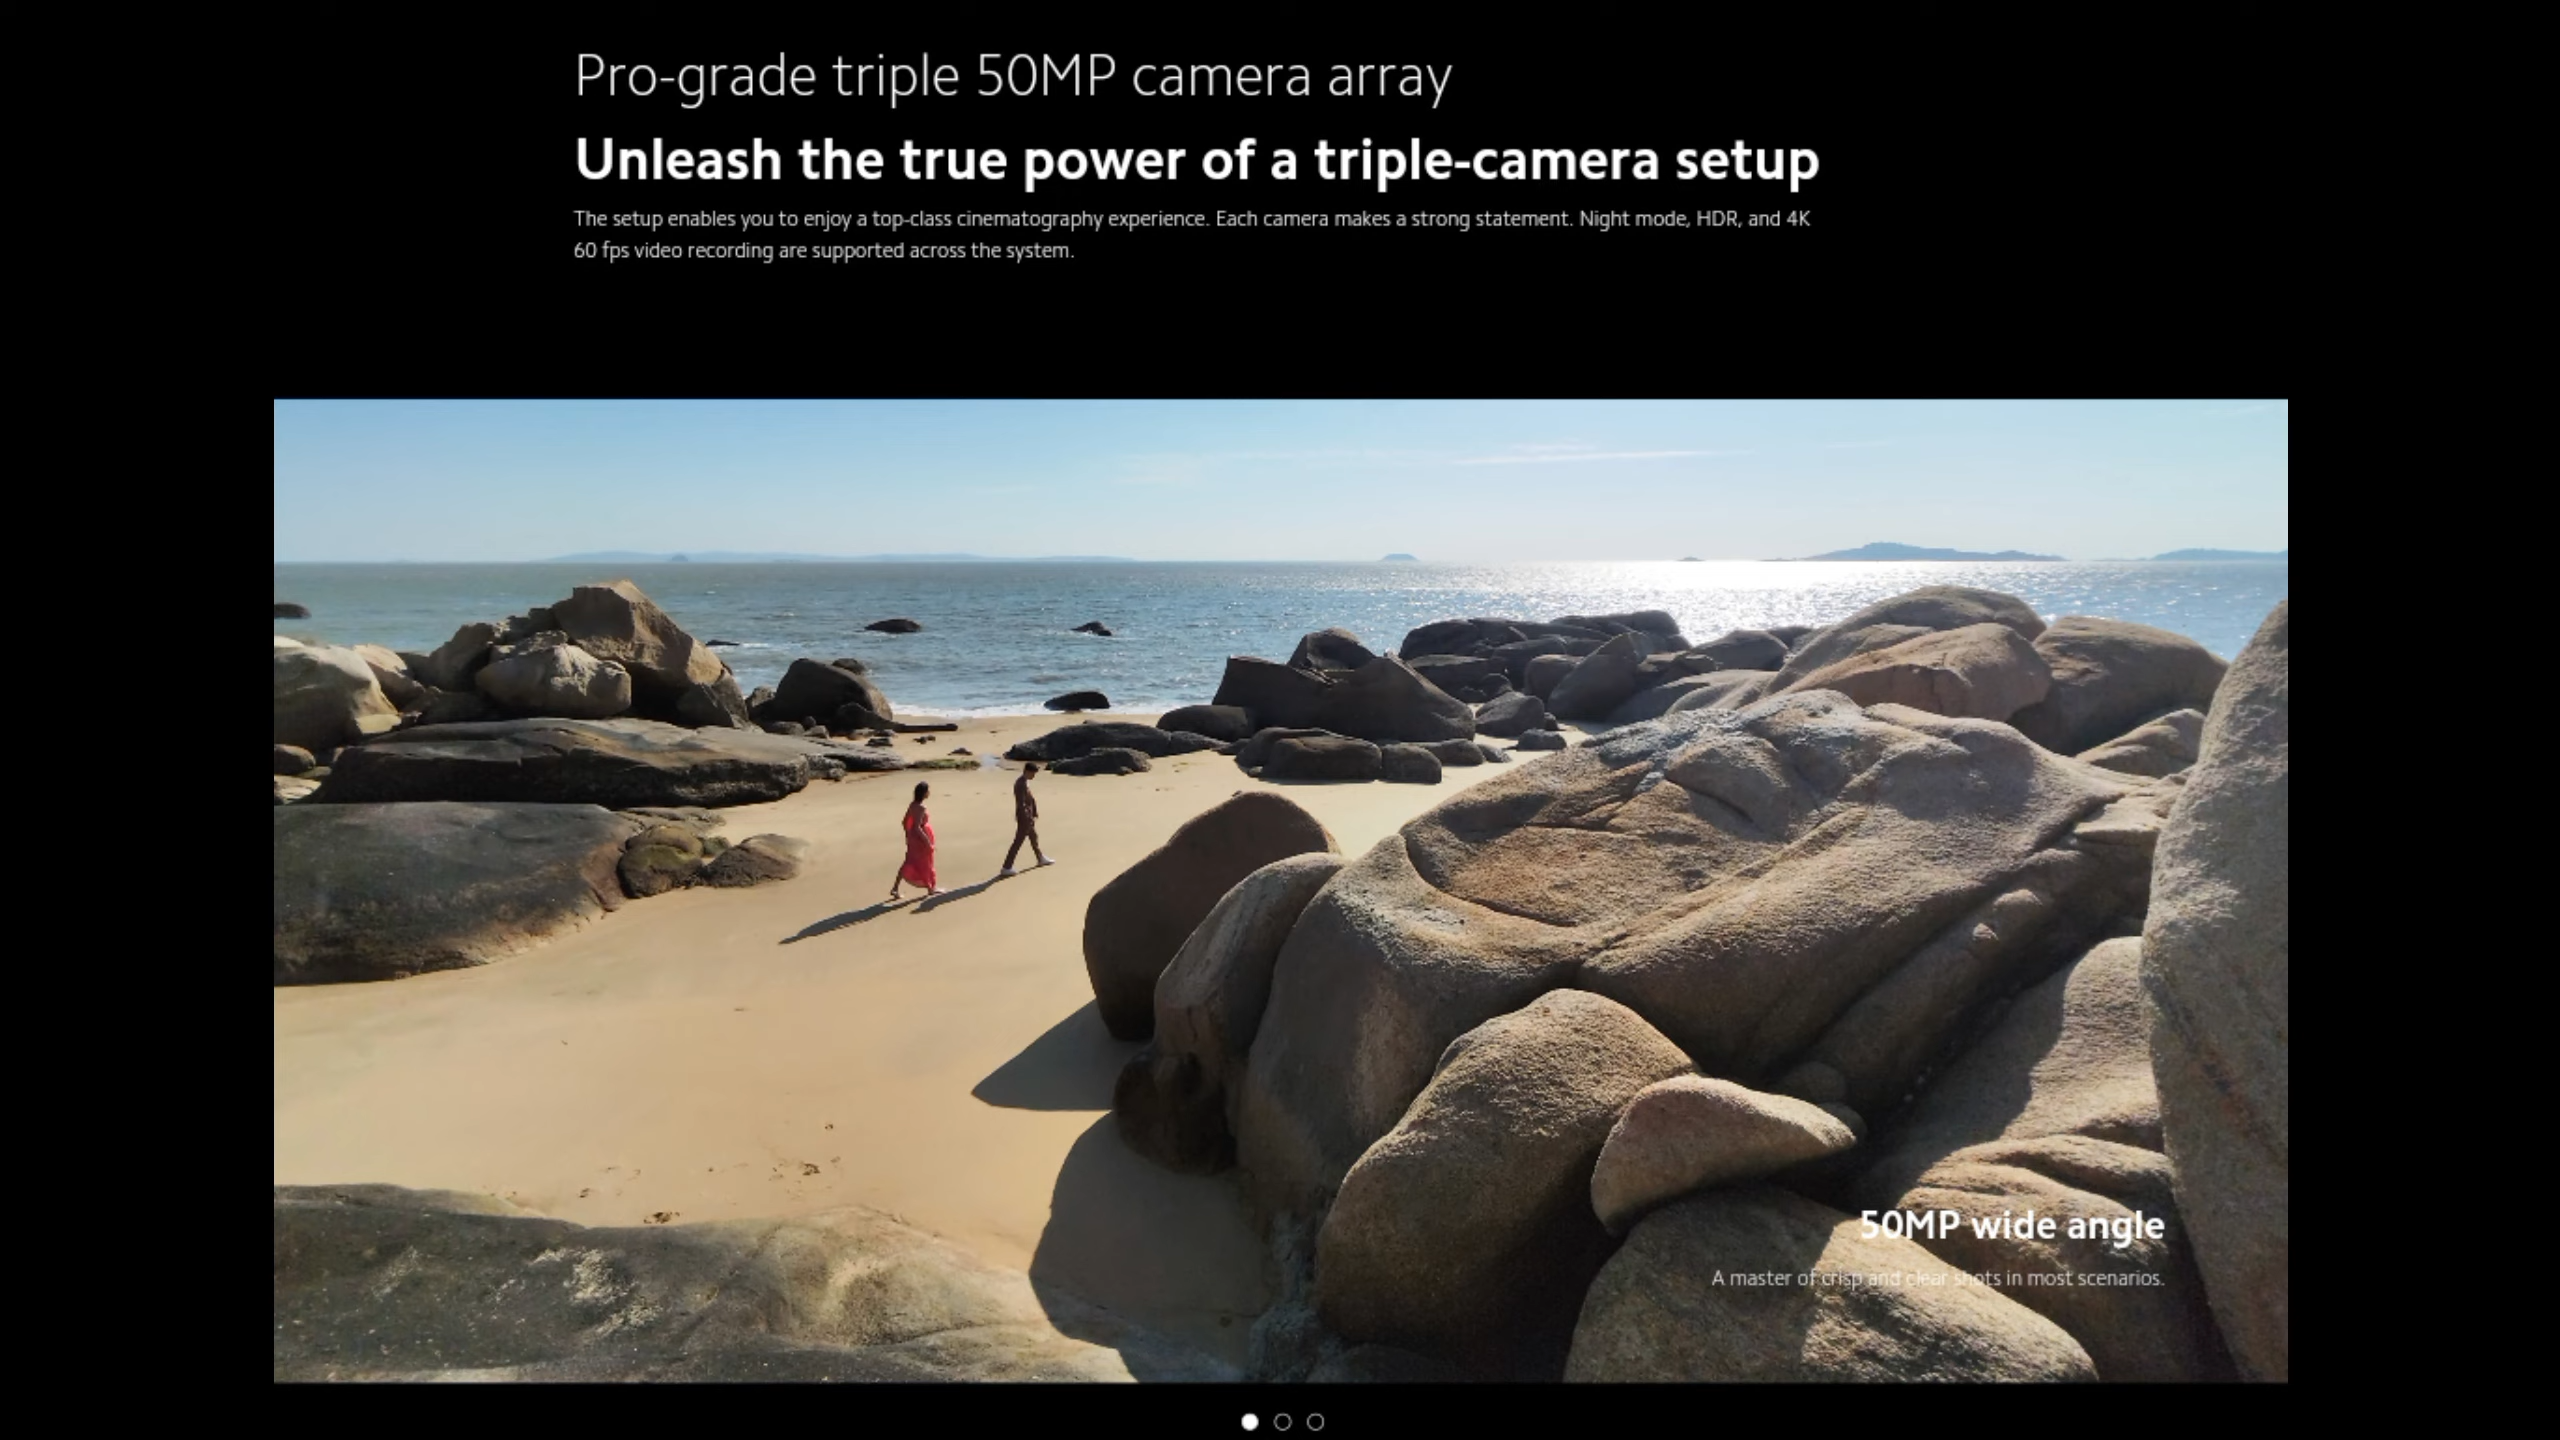 Pro-grade triple 50MP camera array
Unleash the true power of a triple-camera setup
The setup enables you to enjoy a top-class cinematography experience. Each camera makes a strong statement. Night mode, HDR, and 4K
60 fps video recording are supported across the system.
50MP wide angle
A master of crisp and clear shots in most scenarios.